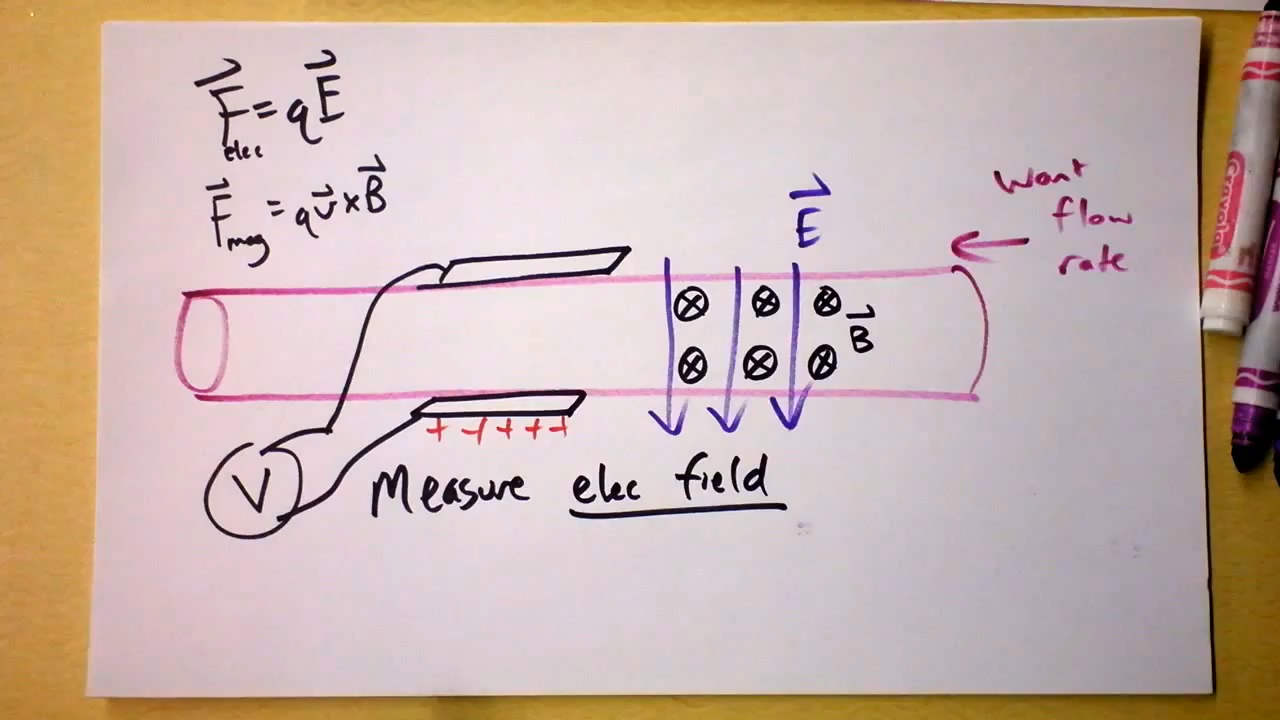 F⃗elec = qE⃗
F⃗mag = qv⃗ × B⃗
E⃗
Want
flow
rate
⊗ ⊗ ⊗
B⃗
⊗ ⊗ ⊗
+ + + + +
V
Measure elec field
Crayola